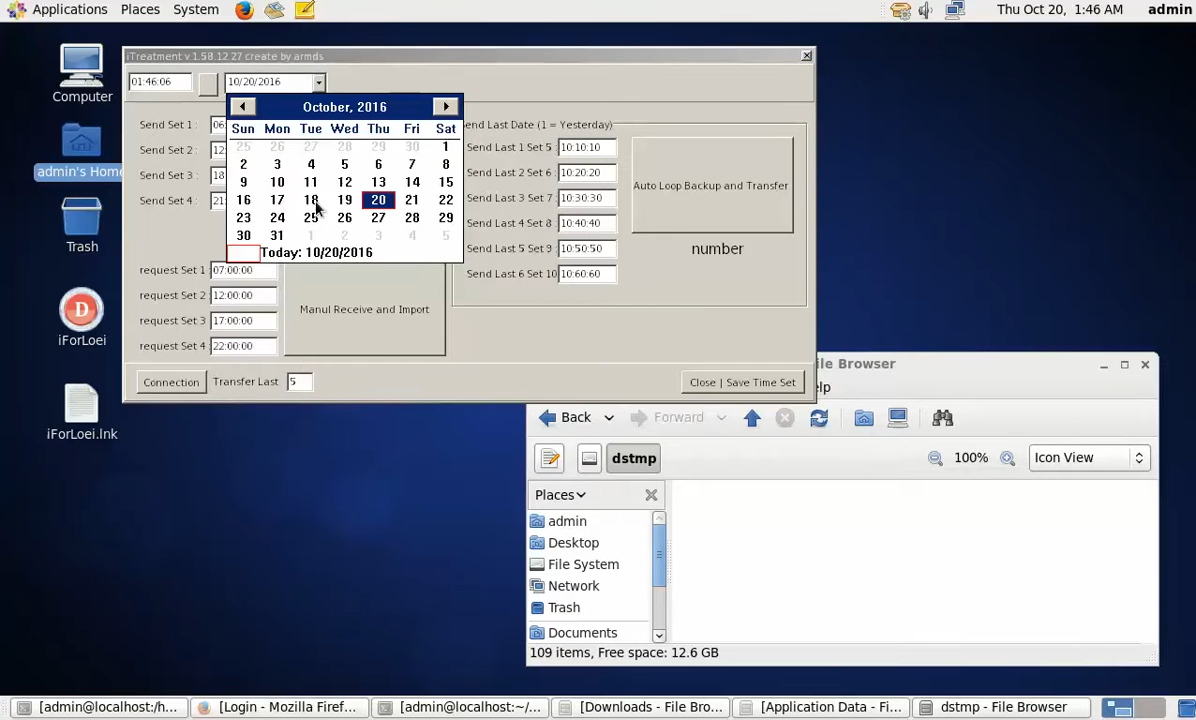 Applications Places System
Thu Oct 20, 1:46 AM admin
Computer
admin's Home
Trash
D
iForLoei
iForLoei.lnk
iTreatment v.1.58.12.27 create by armds
01:46:06
10/20/2016
October, 2016
Sun Mon Tue Wed Thu Fri Sat
25 26 27 28 29 30 1
2 3 4 5 6 7 8
9 10 11 12 13 14 15
16 17 18 19 20 21 22
23 24 25 26 27 28 29
30 31 1 2 3 4 5
Today: 10/20/2016
Send Set 1 : 06
Send Set 2 : 12
Send Set 3 : 18
Send Set 4 : 21
request Set 1 : 07:00:00
request Set 2 : 12:00:00
request Set 3 17:00:00
request Set 4 : 22:00:00
Manul Receive and Import
end Last Date (1 = Yesterday)
Send Last 1 Set 5 : 10:10:10
Send Last 2 Set 6 : 10:20:20
Send Last 3 Set 7 : 10:30:30
Send Last 4 Set 8 : 10:40:40
Send Last 5 Set 9 : 10:50:50
Send Last 6 Set 10 : 10:60:60
Auto Loop Backup and Transfer
number
Connection
Transfer Last 5
Close | Save Time Set
File Browser
elp
Back
Forward
dstmp
100%
Icon View
Places
admin
Desktop
File System
Network
Trash
Documents
109 items, Free space: 12.6 GB
[admin@localhost:/h...
[Login - Mozilla Firef...
[admin@localhost:~/...
[Downloads - File Bro...
[Application Data - Fi...
dstmp - File Browser